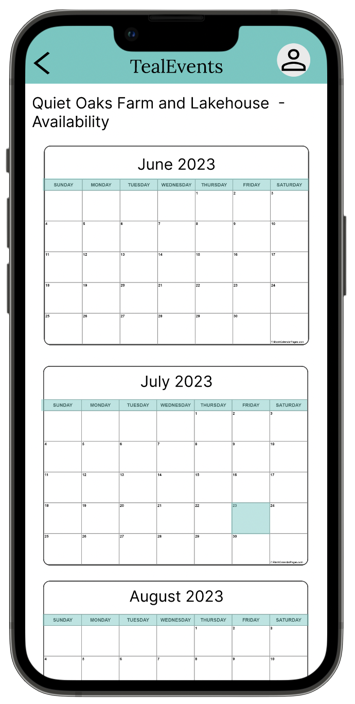 TealEvents
Quiet Oaks Farm and Lakehouse -
Availability
June 2023
SUNDAY MONDAY TUESDAY WEDNESDAY THURSDAY FRIDAY SATURDAY
1 2 3
4 5 6 7 8 9 10
11 12 13 14 15 16 17
18 19 20 21 22 23 24
25 26 27 28 29 30
July 2023
SUNDAY MONDAY TUESDAY WEDNESDAY THURSDAY FRIDAY SATURDAY
1 2 3
4 5 6 7 8 9 10
11 12 13 14 15 16 17
18 19 20 21 22 23 24
25 26 27 28 29 30
August 2023
SUNDAY MONDAY TUESDAY WEDNESDAY THURSDAY FRIDAY SATURDAY
1 2 3
4 5 6 7 8 9 10